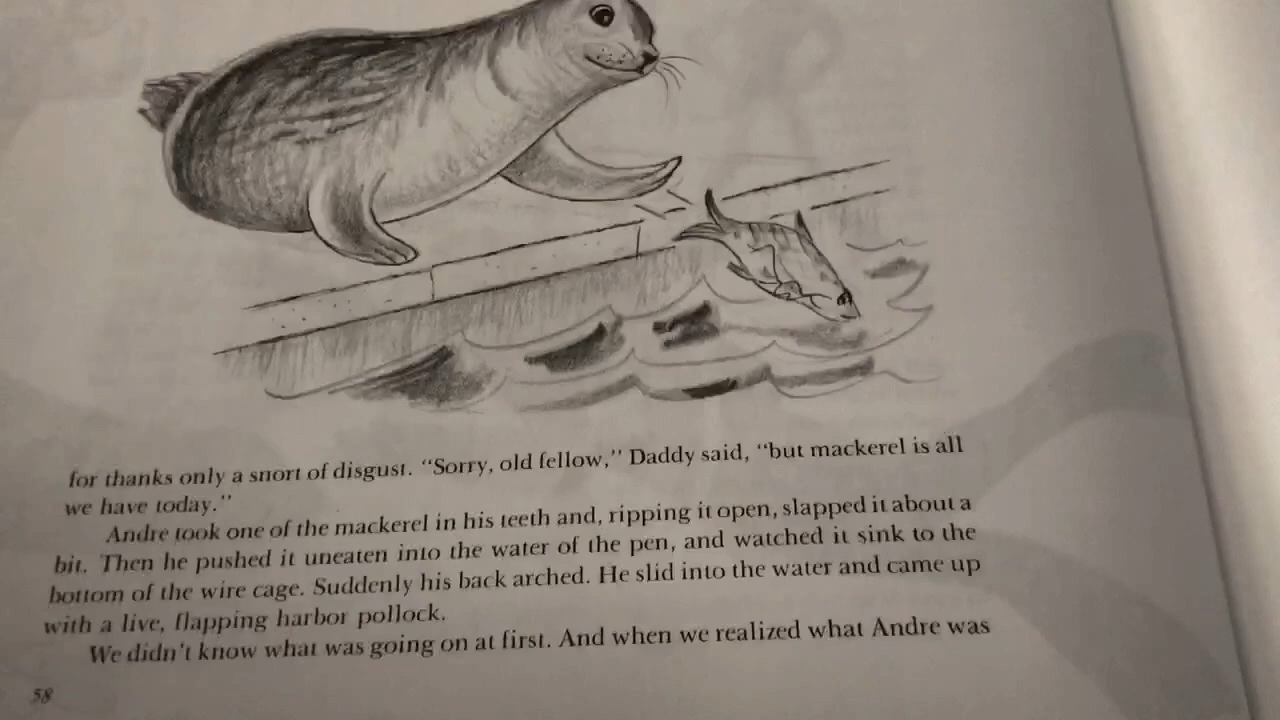 for thanks only a snort of disgust. “Sorry, old fellow,” Daddy said, “but mackerel is all
we have today.”
Andre took one of the mackerel in his teeth and, ripping it open, slapped it about a
bit. Then he pushed it uneaten into the water of the pen, and watched it sink to the
bottom of the wire cage. Suddenly his back arched. He slid into the water and came up
with a live, flapping harbor pollock.
We didn't know what was going on at first. And when we realized what Andre was
58